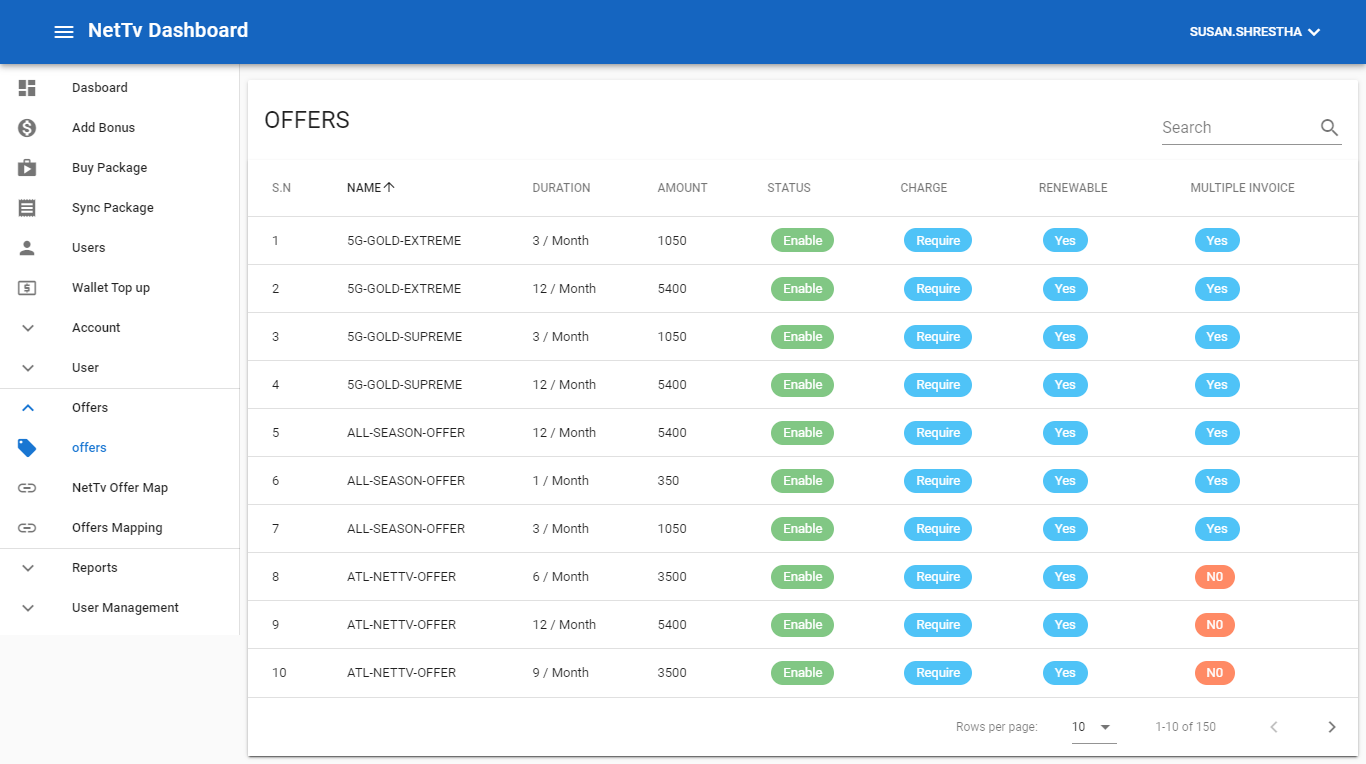 NetTv Dashboard
SUSAN.SHRESTHA
Dasboard
Add Bonus
Buy Package
Sync Package
Users
Wallet Top up
Account
User
Offers
offers
NetTv Offer Map
Offers Mapping
Reports
User Management
OFFERS
Search
S.N NAME DURATION AMOUNT STATUS CHARGE RENEWABLE MULTIPLE INVOICE
1 5G-GOLD-EXTREME 3 / Month 1050 Enable Require Yes Yes
2 5G-GOLD-EXTREME 12 / Month 5400 Enable Require Yes Yes
3 5G-GOLD-SUPREME 3 / Month 1050 Enable Require Yes Yes
4 5G-GOLD-SUPREME 12 / Month 5400 Enable Require Yes Yes
5 ALL-SEASON-OFFER 12 / Month 5400 Enable Require Yes Yes
6 ALL-SEASON-OFFER 1 / Month 350 Enable Require Yes Yes
7 ALL-SEASON-OFFER 3 / Month 1050 Enable Require Yes Yes
8 ATL-NETTV-OFFER 6 / Month 3500 Enable Require Yes N0
9 ATL-NETTV-OFFER 12 / Month 5400 Enable Require Yes N0
10 ATL-NETTV-OFFER 9 / Month 3500 Enable Require Yes N0
Rows per page: 10 1-10 of 150